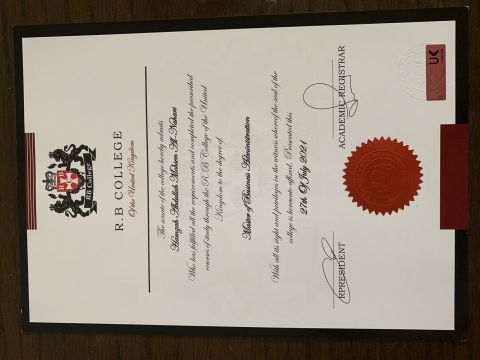 R B
R.B. College
R.B COLLEGE
Of the United Kingdom
The senate of the college hereby admits
Who has fulfilled all the requirements and completed the prescribed
courses of study through the R.B College of the United
Kingdom to the degree of
Master of Business Administration
With all its right and privileges in the witness whereof the seal of the
college is hereunto affixed. Presented this
27th Of July 2021
RPRESIDENT
ACADEMIC REGISTRAR
UK